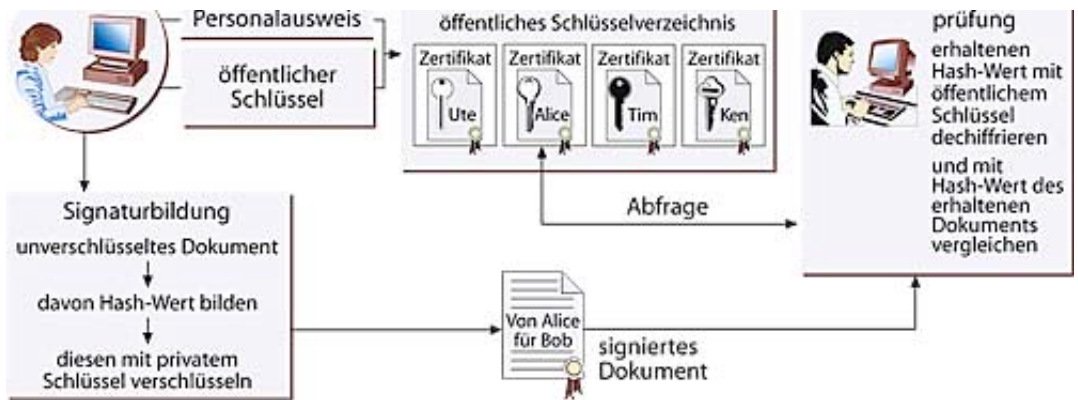 Personalausweis
öffentlicher
Schlüssel
öffentliches Schlüsselverzeichnis
Zertifikat Zertifikat Zertifikat Zertifikat
Ute Alice Tim Ken
prüfung
erhaltenen
Hash-Wert mit
öffentlichem
Schlüssel
dechiffrieren
und mit
Hash-Wert des
erhaltenen
Dokuments
vergleichen
Abfrage
Signaturbildung
unverschlüsseltes Dokument
davon Hash-Wert bilden
diesen mit privatem
Schlüssel verschlüsseln
Von Alice
für Bob
signiertes
Dokument